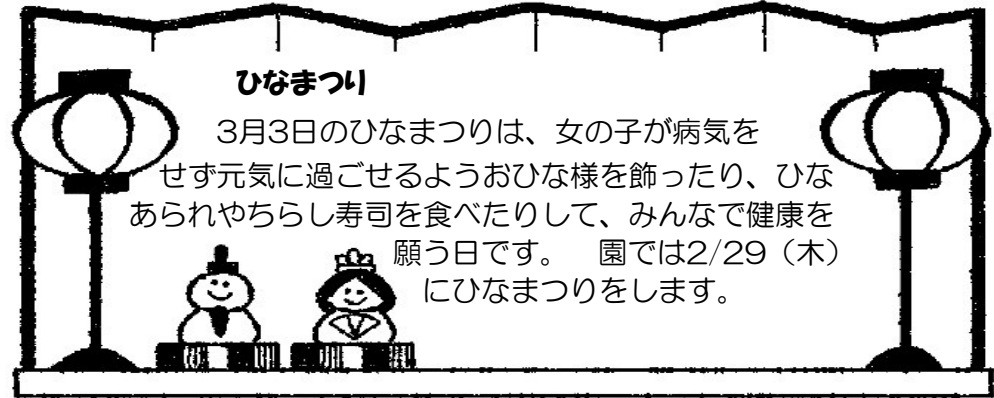 ひなまつり
3月3日のひなまつりは、女の子が病気を
せず元気に過ごせるようおひな様を飾ったり、ひな
あられやちらし寿司を食べたりして、みんなで健康を
願う日です。　園では2/29（木）
にひなまつりをします。